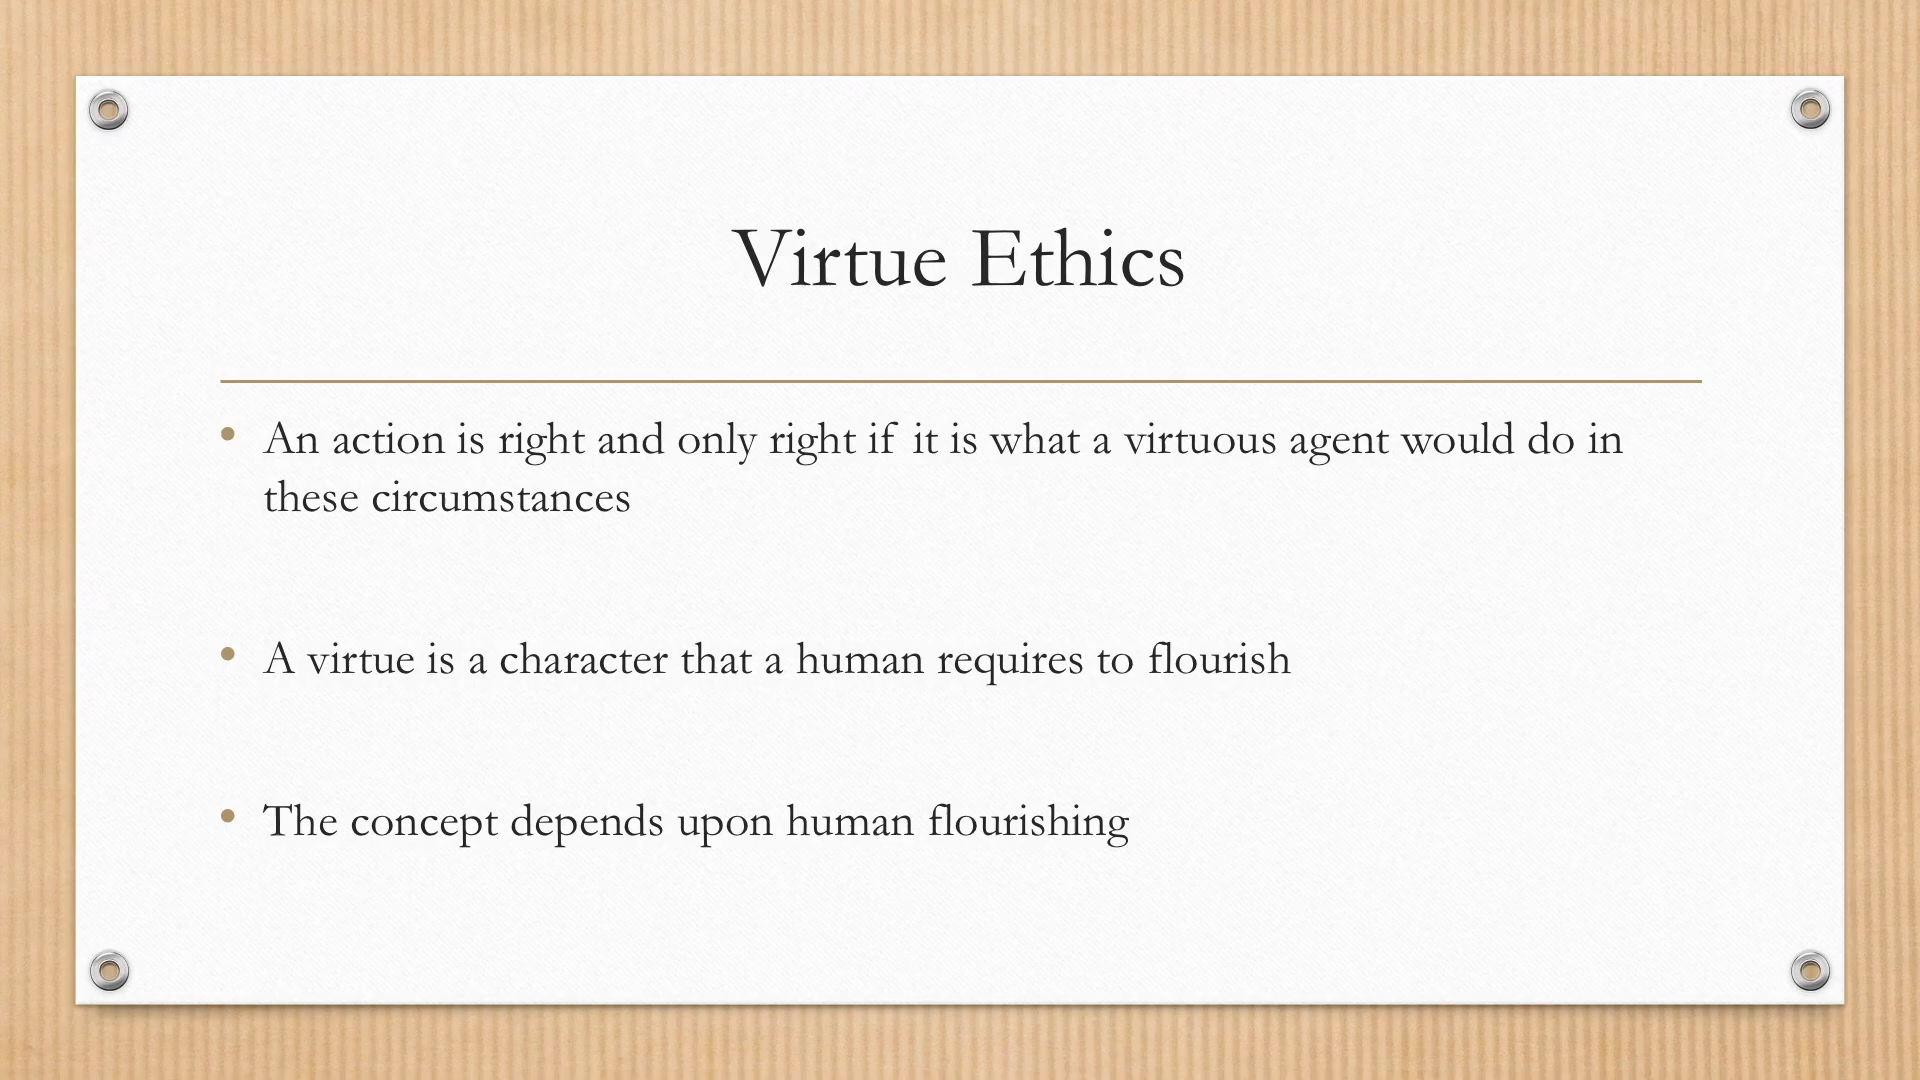 Virtue Ethics
• An action is right and only right if it is what a virtuous agent would do in
these circumstances
• A virtue is a character that a human requires to flourish
• The concept depends upon human flourishing